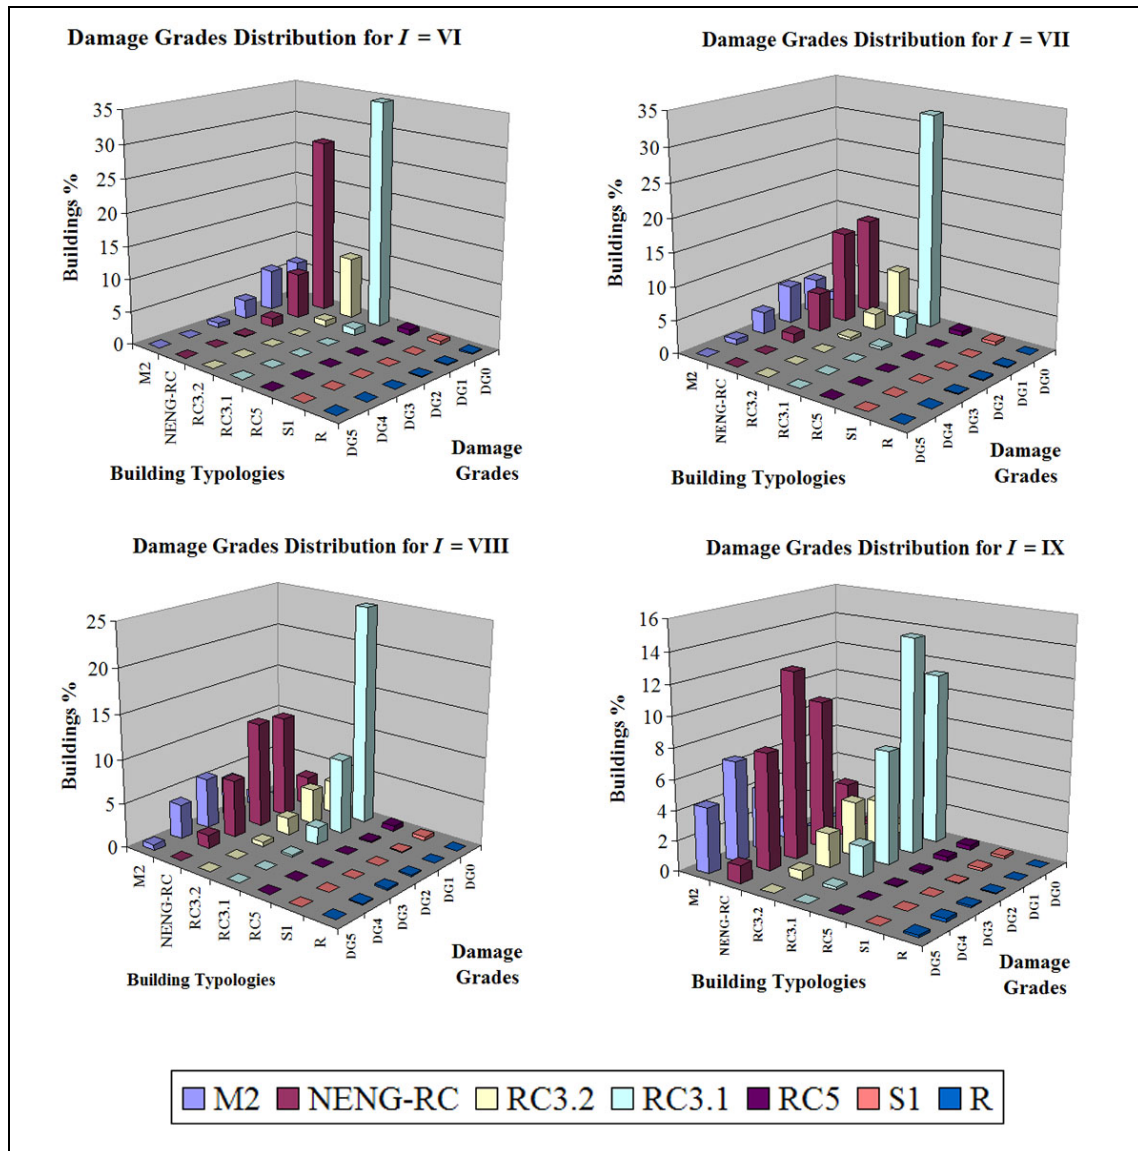 Damage Grades Distribution for I = VI
35
30
25
20
15
10
5
0
Buildings %
M2
NENG-RC
RC3.2
RC3.1
RC5
S1
R
DG5
DG4
DG3
DG2
DG1
DG0
Building Typologies
Damage
Grades
Damage Grades Distribution for I = VII
35
30
25
20
15
10
5
0
Buildings %
M2
NENG-RC
RC3.2
RC3.1
RC5
S1
R
DG5
DG4
DG3
DG2
DG1
DG0
Building Typologies
Damage
Grades
Damage Grades Distribution for I = VIII
25
20
15
10
5
0
Buildings %
M2
NENG-RC
RC3.2
RC3.1
RC5
S1
R
DG5
DG4
DG3
DG2
DG1
DG0
Building Typologies
Damage
Grades
Damage Grades Distribution for I = IX
16
14
12
10
8
6
4
2
0
Buildings %
M2
NENG-RC
RC3.2
RC3.1
RC5
S1
R
DG5
DG4
DG3
DG2
DG1
DG0
Building Typologies
Damage
Grades
M2 NENG-RC RC3.2 RC3.1 RC5 S1 R